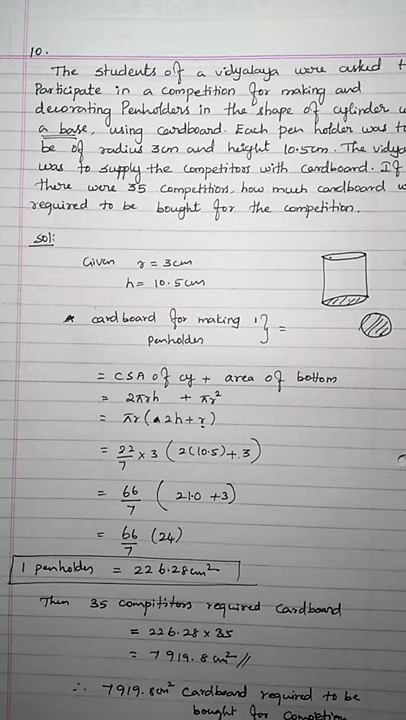 10.
The students of a vidyalaya were asked t
Participate in a competition for making and
decorating Penholders in the shape of cylinder w
a base, using cardboard. Each pen holder was to
be of radius 3cm and height 10.5cm. The vidya
was to supply the competitors with cardboard. If
there were 35 competitors, how much cardboard w
required to be bought for the competition.
Sol:
Given r = 3cm
h = 10.5cm
cardboard for making 1 } =
penholder
= CSA of cy + area of bottom
= 2πrh + πr²
= πr(2h+r)
= 22/7 × 3 (2(10.5)+3)
= 66/7 (21.0 +3)
= 66/7 (24)
1 penholder = 226.28cm²
Then 35 compititors required cardboard
= 226.28 × 35
= 7919.8cm²//
∴ 7919.8cm² cardboard required to be
bought for